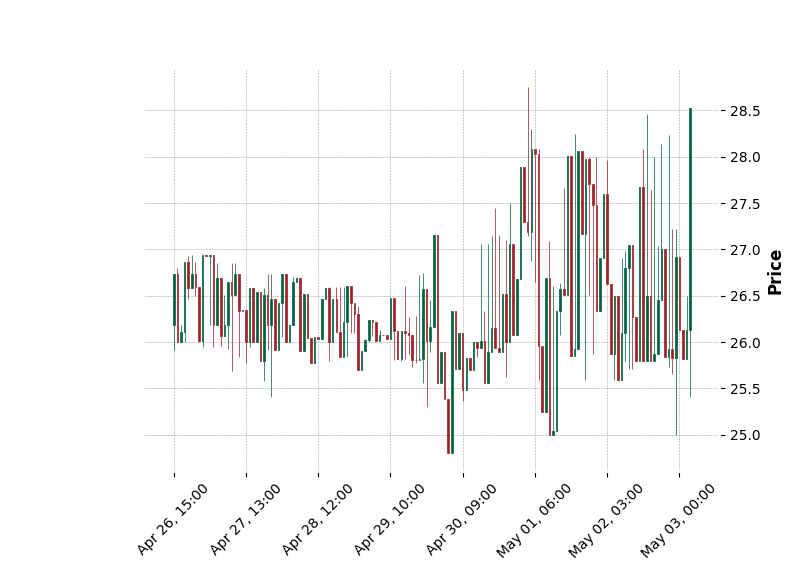 28.5
28.0
27.5
27.0
26.5
26.0
25.5
25.0
Price
Apr 26, 15:00
Apr 27, 13:00
Apr 28, 12:00
Apr 29, 10:00
Apr 30, 09:00
May 01, 06:00
May 02, 03:00
May 03, 00:00